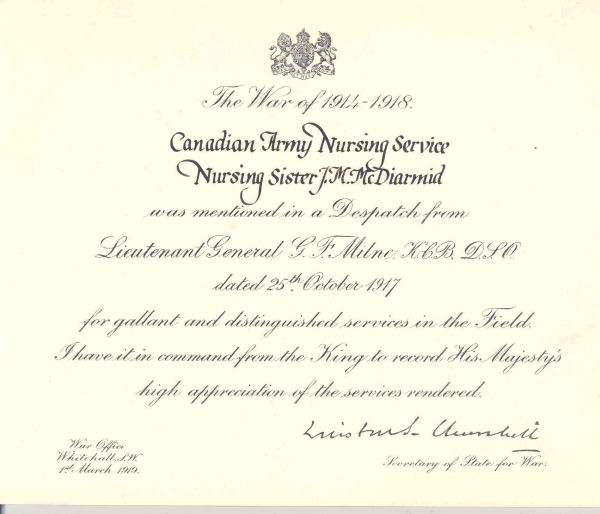 The War of 1914-1918.
Canadian Army Nursing Service
Nursing Sister J.M. McDiarmid
was mentioned in a Despatch from
Lieutenant General G. F. Milne, K.C.B. D.S.O.
dated 25th October 1917
for gallant and distinguished services in the Field.
I have it in command from the King to record His Majesty's
high appreciation of the services rendered.
Winston S. Churchill
War Office
Whitehall, S.W.
1st March 1919.
Secretary of State for War.